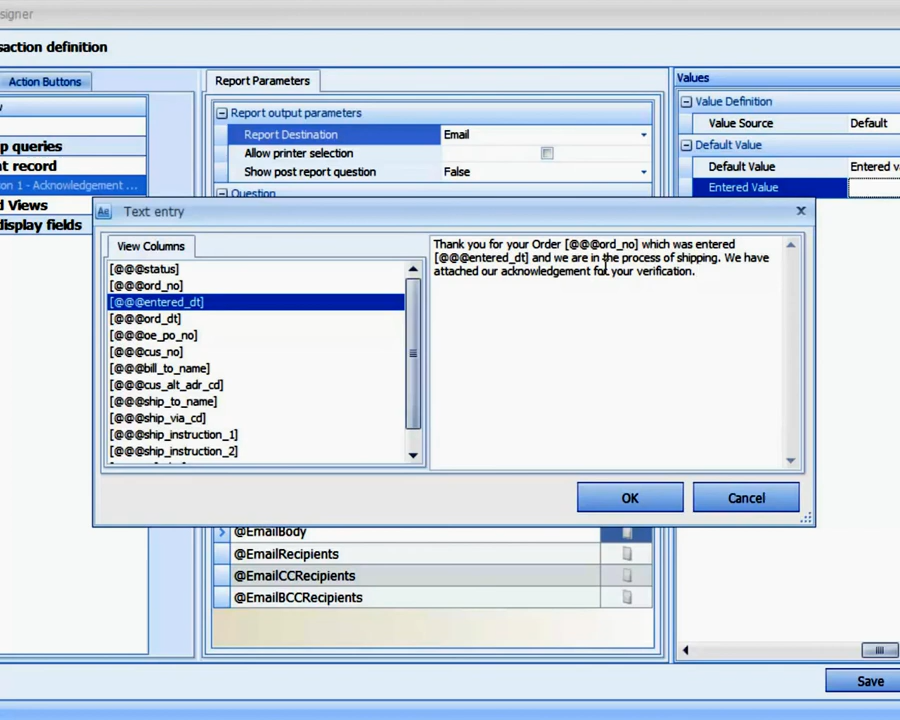 signer
saction definition
Action Buttons
Report Parameters
Values
Report output parameters
Value Definition
Report Destination
Email
Value Source
Default
p queries
Allow printer selection
Default Value
t record
Show post report question
False
Default Value
Entered v
on 1 - Acknowledgement ...
Question
Entered Value
d Views
display fields
Text entry
View Columns
[@@@status]
[@@@ord_no]
[@@@entered_dt]
[@@@ord_dt]
[@@@oe_po_no]
[@@@cus_no]
[@@@bill_to_name]
[@@@cus_alt_adr_cd]
[@@@ship_to_name]
[@@@ship_via_cd]
[@@@ship_instruction_1]
[@@@ship_instruction_2]
Thank you for your Order [@@@ord_no] which was entered
[@@@entered_dt] and we are in the process of shipping. We have
attached our acknowledgement for your verification.
OK
Cancel
@EmailBody
@EmailRecipients
@EmailCCRecipients
@EmailBCCRecipients
Save